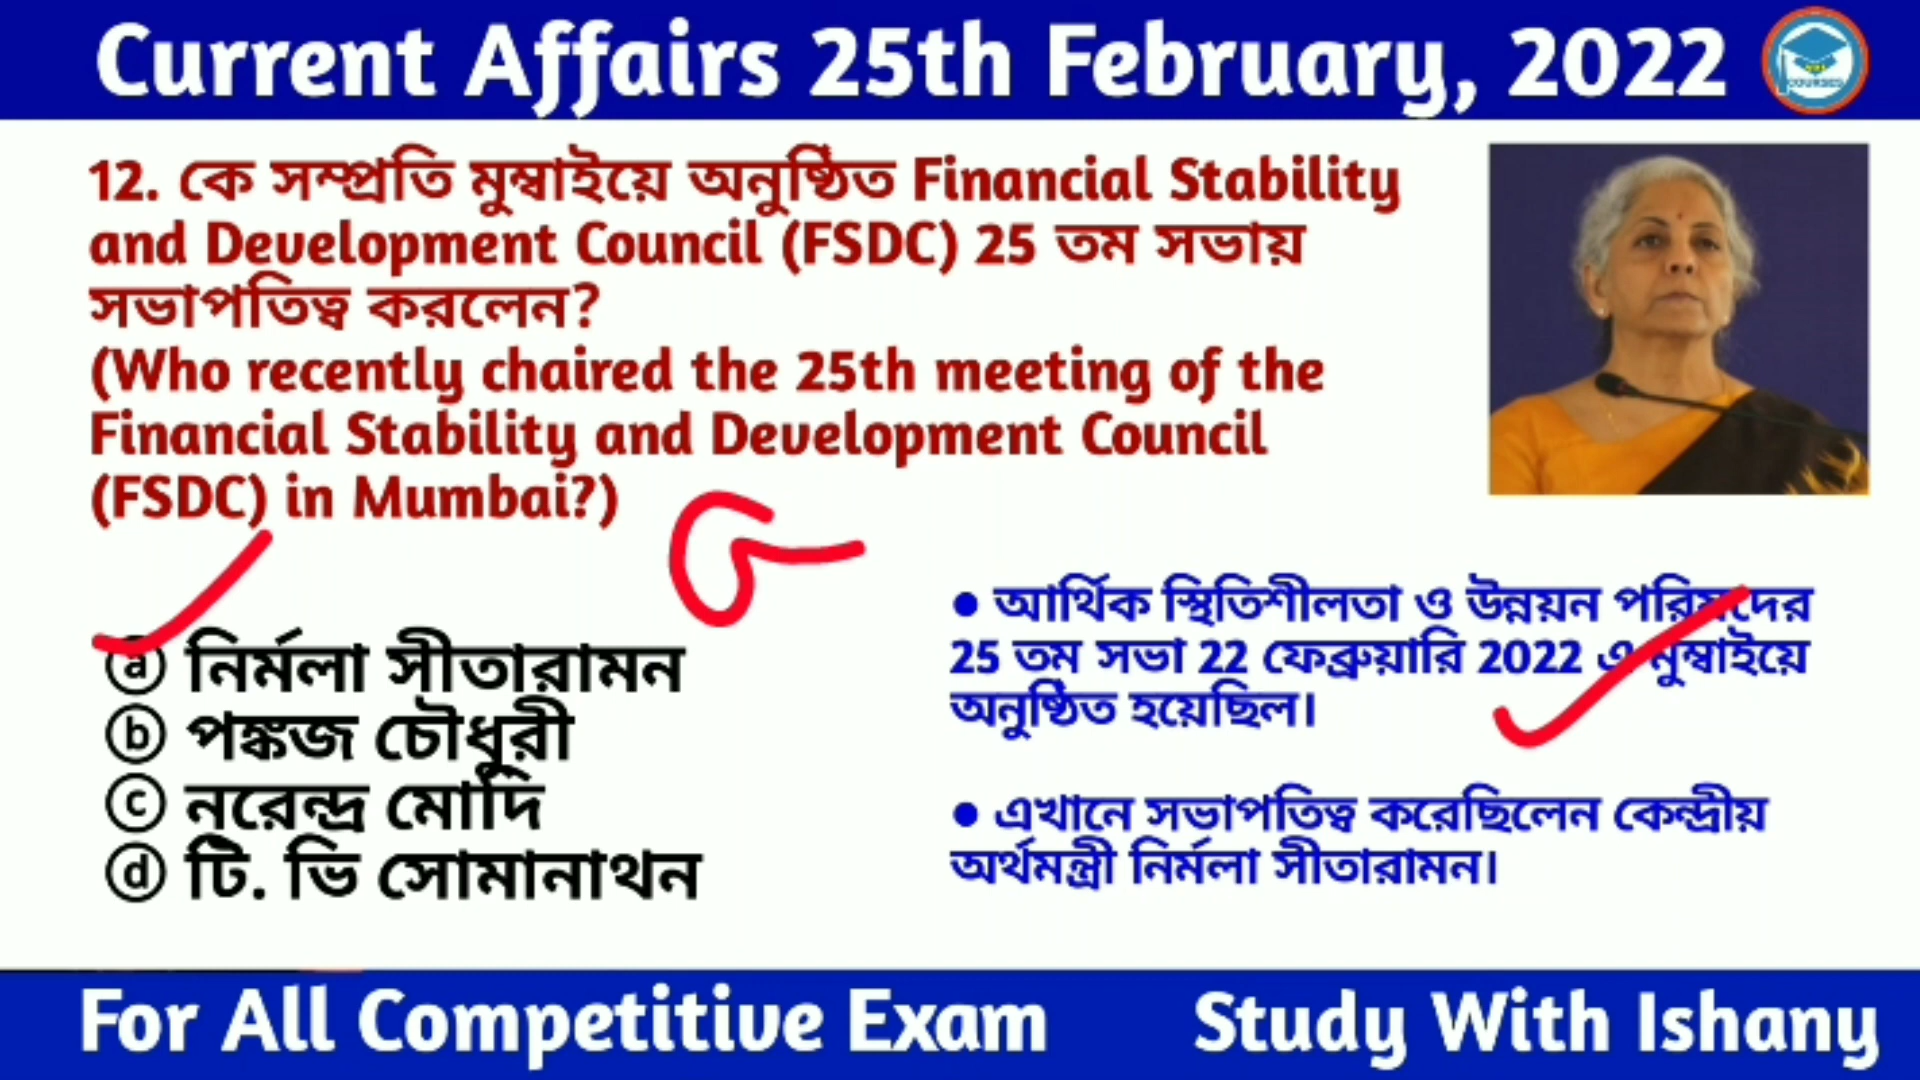 Current Affairs 25th February, 2022
COURSES
12. কে সম্প্রতি মুম্বাইয়ে অনুষ্ঠিত Financial Stability
and Development Council (FSDC) 25 তম সভায়
সভাপতিত্ব করলেন?
(Who recently chaired the 25th meeting of the
Financial Stability and Development Council
(FSDC) in Mumbai?)
ⓐ নির্মলা সীতারামন
ⓑ পঙ্কজ চৌধুরী
ⓒ নরেন্দ্র মোদি
ⓓ টি. ভি সোমানাথন
● আর্থিক স্থিতিশীলতা ও উন্নয়ন পরিষদের
25 তম সভা 22 ফেব্রুয়ারি 2022 এ মুম্বাইয়ে
অনুষ্ঠিত হয়েছিল।
● এখানে সভাপতিত্ব করেছিলেন কেন্দ্রীয়
অর্থমন্ত্রী নির্মলা সীতারামন।
For All Competitive Exam
Study With Ishany